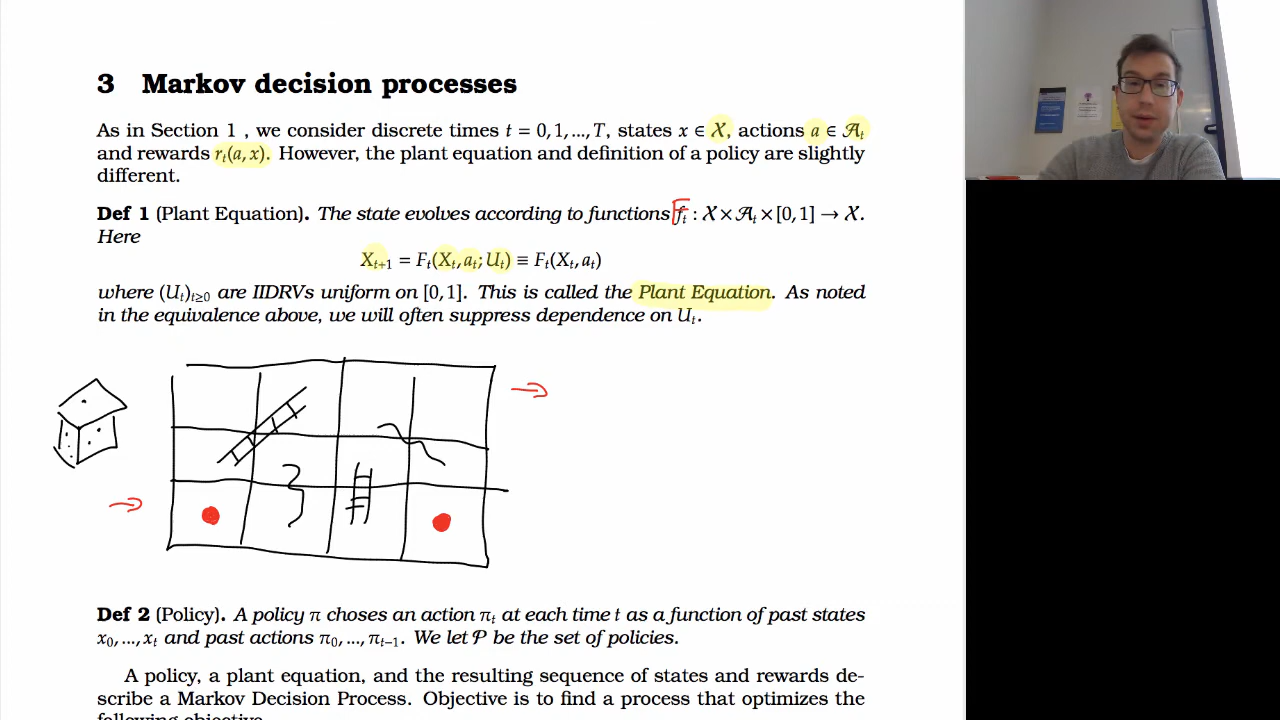 3 Markov decision processes
As in Section 1 , we consider discrete times t = 0, 1, ..., T, states x ∈ 𝒳, actions a ∈ 𝒜ₜ
and rewards rₜ(a, x). However, the plant equation and definition of a policy are slightly
different.
Def 1 (Plant Equation). The state evolves according to functions Fₜ : 𝒳 × 𝒜ₜ × [0, 1] → 𝒳.
Here
Xₜ₊₁ = Fₜ(Xₜ, aₜ; Uₜ) ≡ Fₜ(Xₜ, aₜ)
where (Uₜ)ₜ≥₀ are IIDRVs uniform on [0, 1]. This is called the Plant Equation. As noted
in the equivalence above, we will often suppress dependence on Uₜ.
Def 2 (Policy). A policy π choses an action πₜ at each time t as a function of past states
x₀, ..., xₜ and past actions π₀, ..., πₜ₋₁. We let 𝒫 be the set of policies.
A policy, a plant equation, and the resulting sequence of states and rewards de-
scribe a Markov Decision Process. Objective is to find a process that optimizes the
following objective